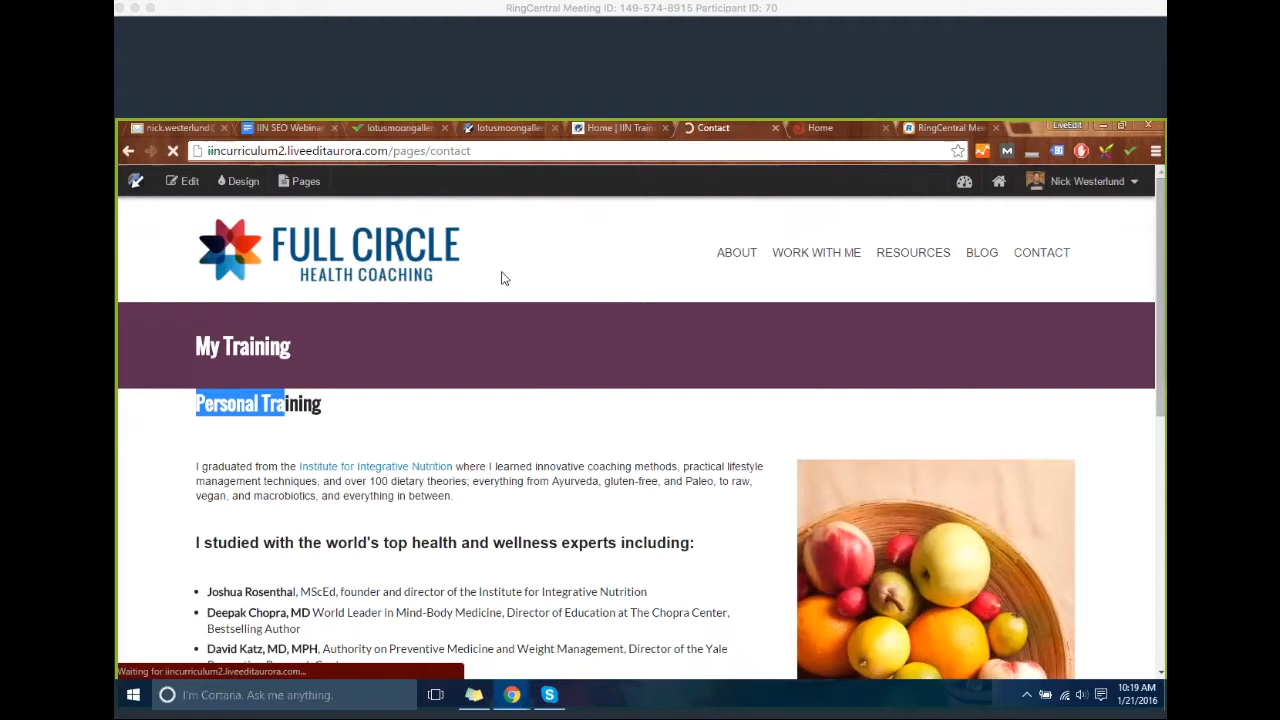 RingCentral Meeting ID: 149-574-8915 Participant ID: 70
nick.westerlund@ IIN SEO Webinar lotusmoongaller lotusmoongaller Home | IIN Train Contact Home RingCentral Mee LiveEdit
iincurriculum2.liveeditaurora.com/pages/contact
Edit Design Pages Nick Westerlund
FULL CIRCLE
HEALTH COACHING
ABOUT WORK WITH ME RESOURCES BLOG CONTACT
My Training
Personal Training
I graduated from the Institute for Integrative Nutrition where I learned innovative coaching methods, practical lifestyle
management techniques, and over 100 dietary theories; everything from Ayurveda, gluten-free, and Paleo, to raw,
vegan, and macrobiotics, and everything in between.
I studied with the world's top health and wellness experts including:
• Joshua Rosenthal, MScEd, founder and director of the Institute for Integrative Nutrition
• Deepak Chopra, MD World Leader in Mind-Body Medicine, Director of Education at The Chopra Center,
Bestselling Author
• David Katz, MD, MPH, Authority on Preventive Medicine and Weight Management, Director of the Yale
Waiting for iincurriculum2.liveeditaurora.com...
I'm Cortana. Ask me anything.
10:19 AM
1/21/2016